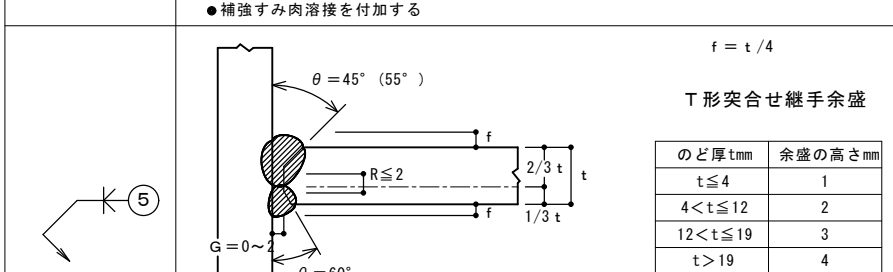 ●補強すみ肉溶接を付加する
f = t /4
θ =45° (55° )
T形突合せ継手余盛
f
のど厚tmm 余盛の高さmm
R≦2
2/3 t
t
t≦4 1
⑤
4<t≦12 2
f
1/3 t
12<t≦19 3
G =0~2
t>19 4
θ =60°